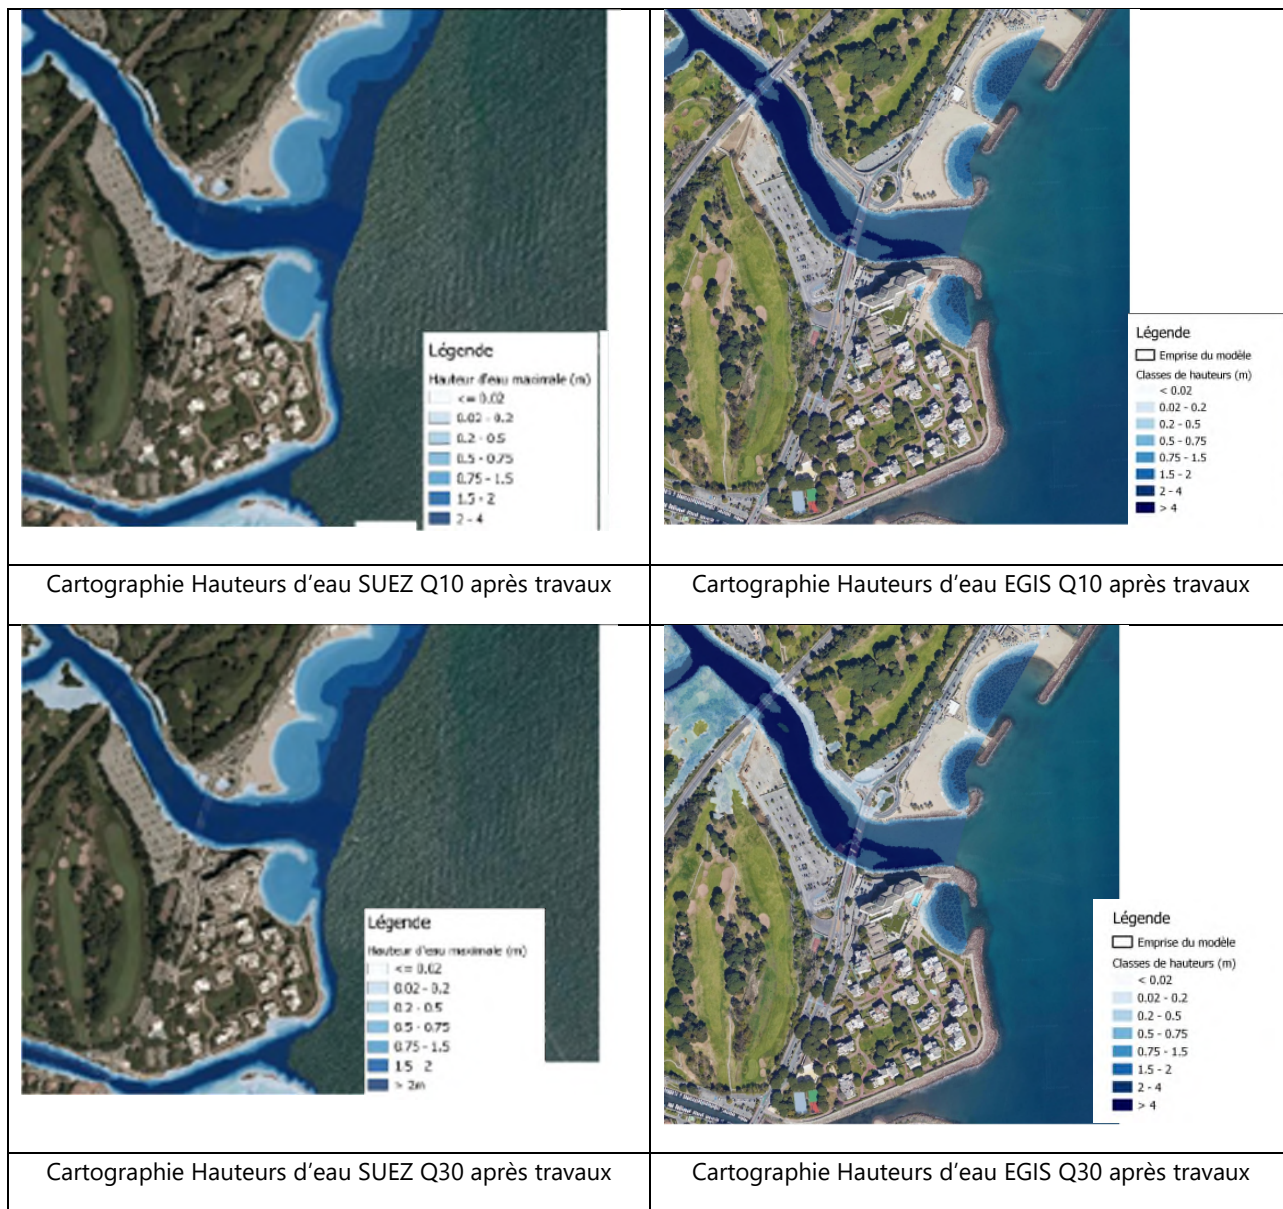 Légende
Hauteur d'eau maximale (m)
<= 0.02
0.02 - 0.2
0.2 - 0.5
0.5 - 0.75
0.75 - 1.5
1.5 - 2
2 - 4
Légende
Emprise du modèle
Classes de hauteurs (m)
< 0.02
0.02 - 0.2
0.2 - 0.5
0.5 - 0.75
0.75 - 1.5
1.5 - 2
2 - 4
> 4
Cartographie Hauteurs d'eau SUEZ Q10 après travaux
Cartographie Hauteurs d'eau EGIS Q10 après travaux
Légende
Hauteur d'eau maximale (m)
<= 0.02
0.02 - 0.2
0.2 - 0.5
0.5 - 0.75
0.75 - 1.5
1.5 - 2
> 2m
Légende
Emprise du modèle
Classes de hauteurs (m)
< 0.02
0.02 - 0.2
0.2 - 0.5
0.5 - 0.75
0.75 - 1.5
1.5 - 2
2 - 4
> 4
Cartographie Hauteurs d'eau SUEZ Q30 après travaux
Cartographie Hauteurs d'eau EGIS Q30 après travaux